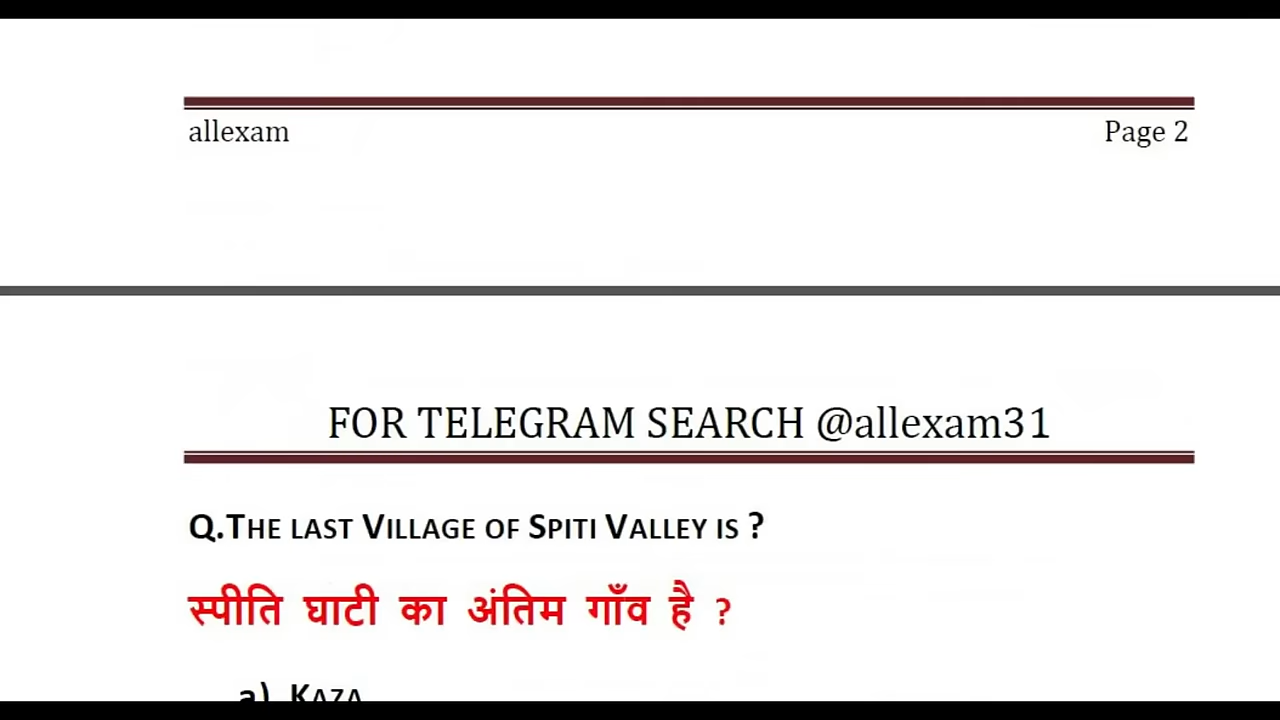 allexam Page 2
FOR TELEGRAM SEARCH @allexam31
Q.The last Village of Spiti Valley is ?
स्पीति घाटी का अंतिम गाँव है ?
a) Kaza